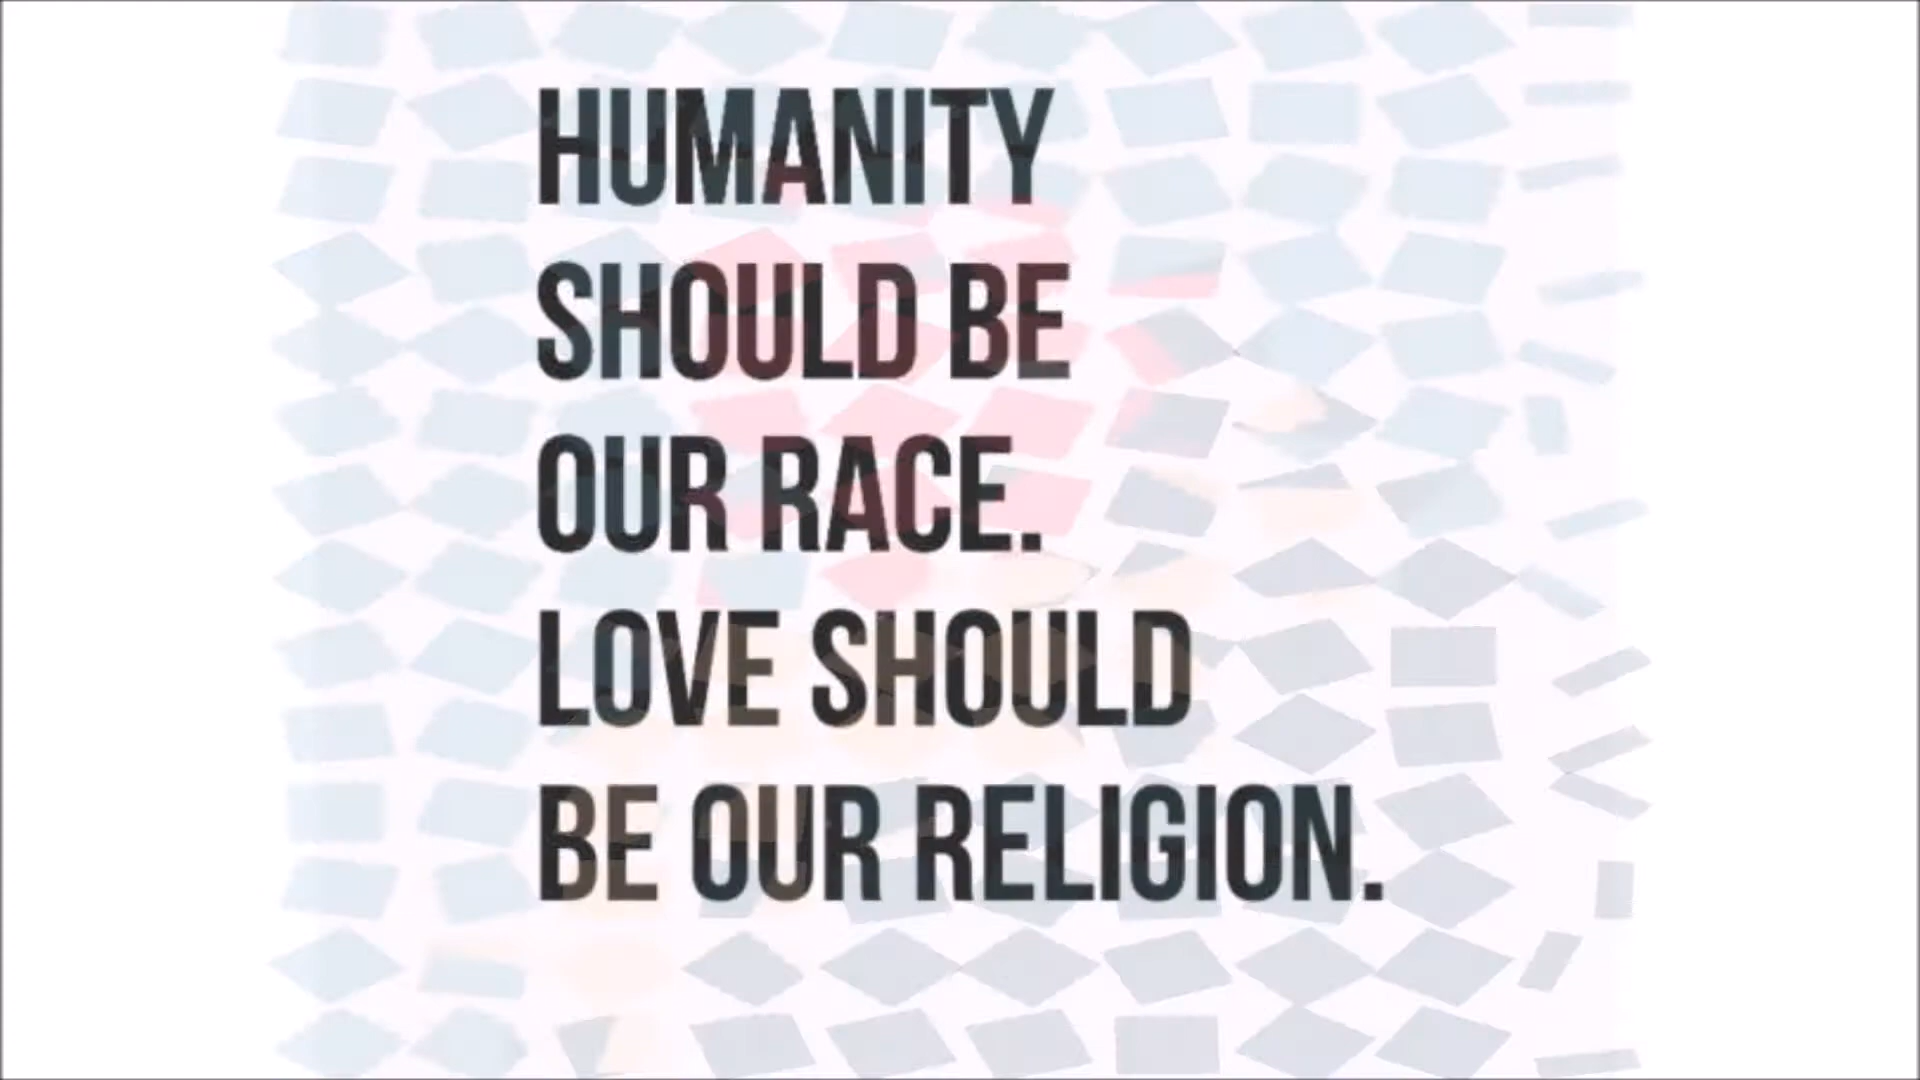 HUMANITY
SHOULD BE
OUR RACE.
LOVE SHOULD
BE OUR RELIGION.